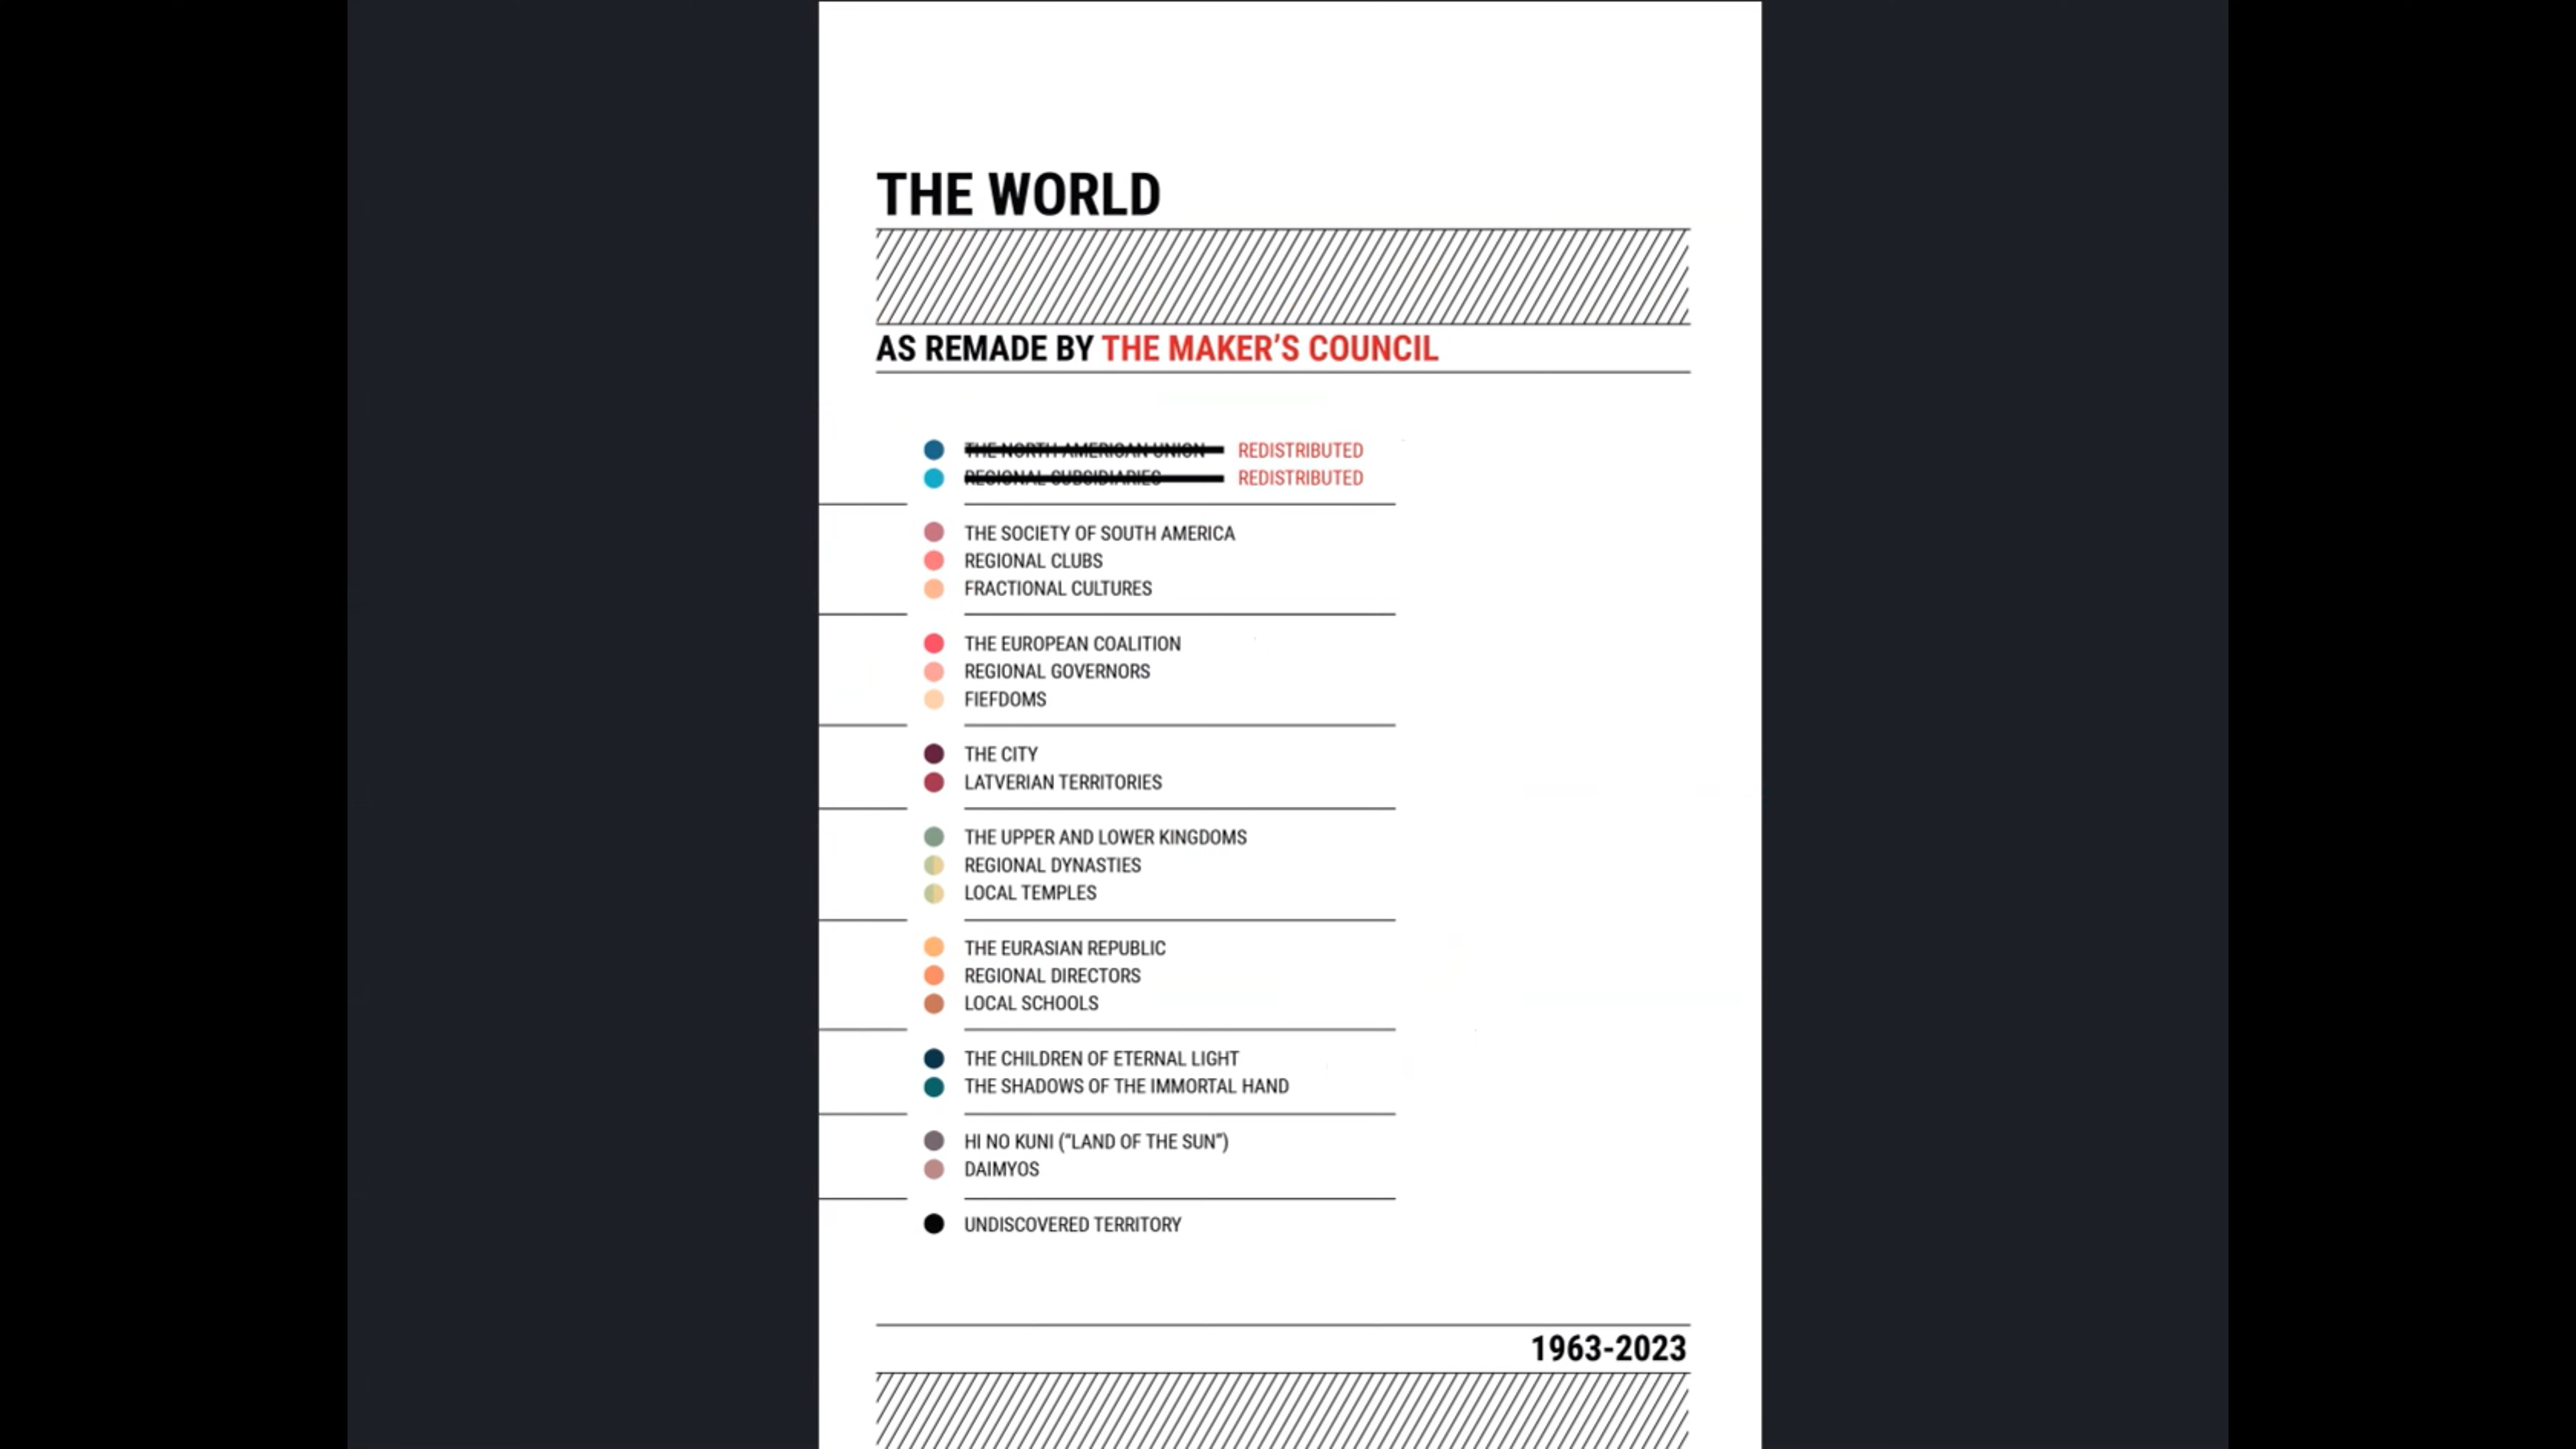 THE WORLD
AS REMADE BY THE MAKER’S COUNCIL
THE NORTH AMERICAN UNION REDISTRIBUTED
REGIONAL SUBSIDIARIES REDISTRIBUTED
THE SOCIETY OF SOUTH AMERICA
REGIONAL CLUBS
FRACTIONAL CULTURES
THE EUROPEAN COALITION
REGIONAL GOVERNORS
FIEFDOMS
THE CITY
LATVERIAN TERRITORIES
THE UPPER AND LOWER KINGDOMS
REGIONAL DYNASTIES
LOCAL TEMPLES
THE EURASIAN REPUBLIC
REGIONAL DIRECTORS
LOCAL SCHOOLS
THE CHILDREN OF ETERNAL LIGHT
THE SHADOWS OF THE IMMORTAL HAND
HI NO KUNI (“LAND OF THE SUN”)
DAIMYOS
UNDISCOVERED TERRITORY
1963-2023